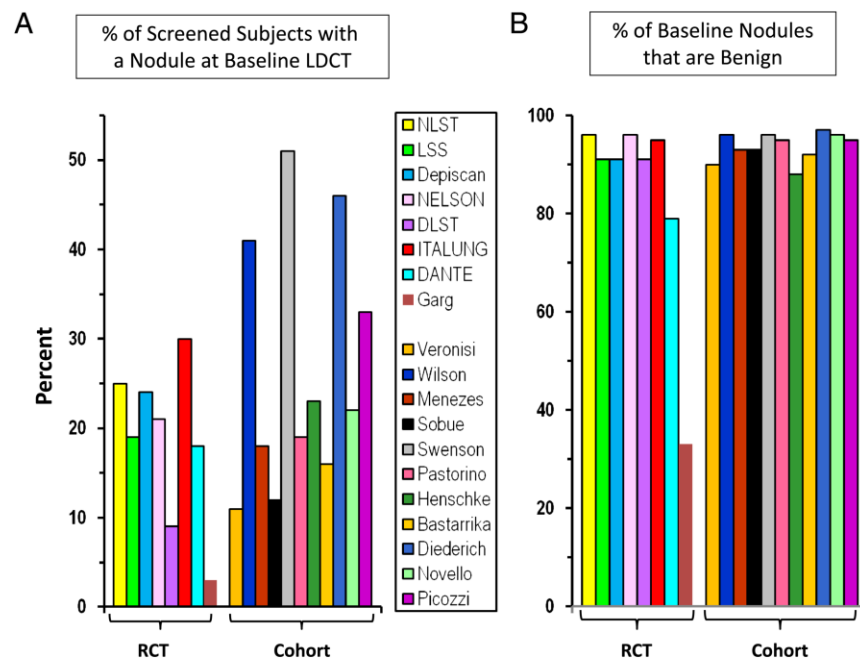 A
% of Screened Subjects with
a Nodule at Baseline LDCT
B
% of Baseline Nodules
that are Benign
Percent
50
40
30
20
10
0
RCT
Cohort
NLST
LSS
Depiscan
NELSON
DLST
ITALUNG
DANTE
Garg
Veronisi
Wilson
Menezes
Sobue
Swenson
Pastorino
Henschke
Bastarrika
Diederich
Novello
Picozzi
100
80
60
40
20
0
RCT
Cohort